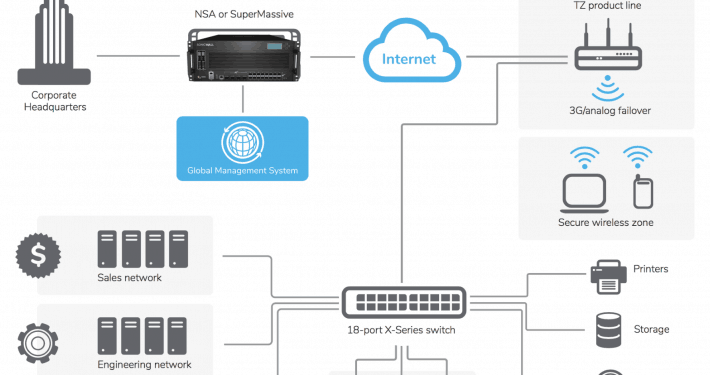 NSA or SuperMassive
TZ product line
Internet
Corporate
Headquarters
3G/analog failover
Global Management System
Secure wireless zone
$
Sales network
Printers
18-port X-Series switch
Storage
Engineering network